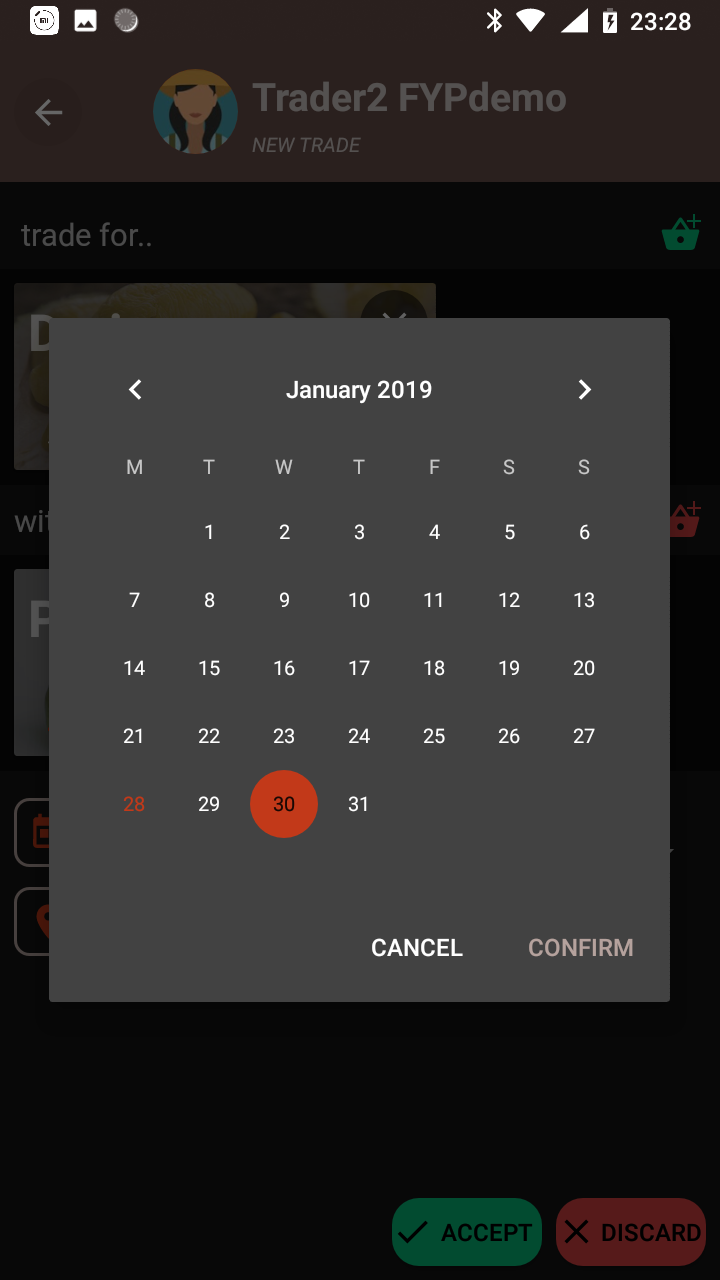 23:28
Trader2 FYPdemo
NEW TRADE
trade for..
January 2019
M T W T F S S
1 2 3 4 5 6
7 8 9 10 11 12 13
14 15 16 17 18 19 20
21 22 23 24 25 26 27
28 29 30 31
CANCEL CONFIRM
ACCEPT DISCARD